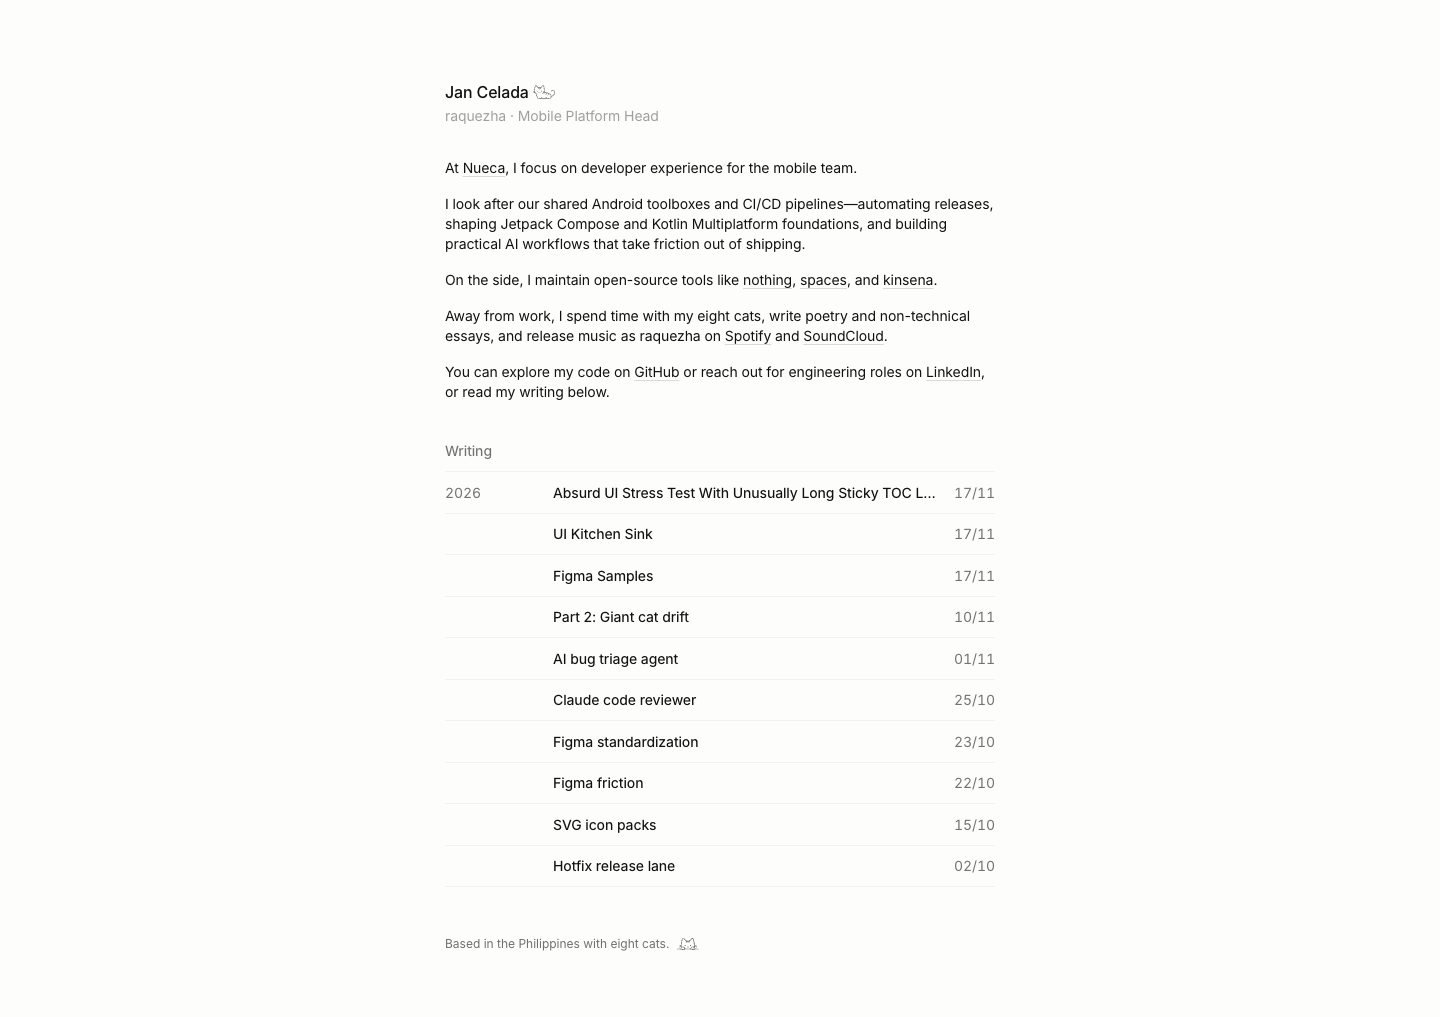 Jan Celada
raquezha · Mobile Platform Head
At Nueca, I focus on developer experience for the mobile team.
I look after our shared Android toolboxes and CI/CD pipelines—automating releases,
shaping Jetpack Compose and Kotlin Multiplatform foundations, and building
practical AI workflows that take friction out of shipping.
On the side, I maintain open-source tools like nothing, spaces, and kinsena.
Away from work, I spend time with my eight cats, write poetry and non-technical
essays, and release music as raquezha on Spotify and SoundCloud.
You can explore my code on GitHub or reach out for engineering roles on LinkedIn,
or read my writing below.
Writing
2026 Absurd UI Stress Test With Unusually Long Sticky TOC L... 17/11
UI Kitchen Sink 17/11
Figma Samples 17/11
Part 2: Giant cat drift 10/11
AI bug triage agent 01/11
Claude code reviewer 25/10
Figma standardization 23/10
Figma friction 22/10
SVG icon packs 15/10
Hotfix release lane 02/10
Based in the Philippines with eight cats.